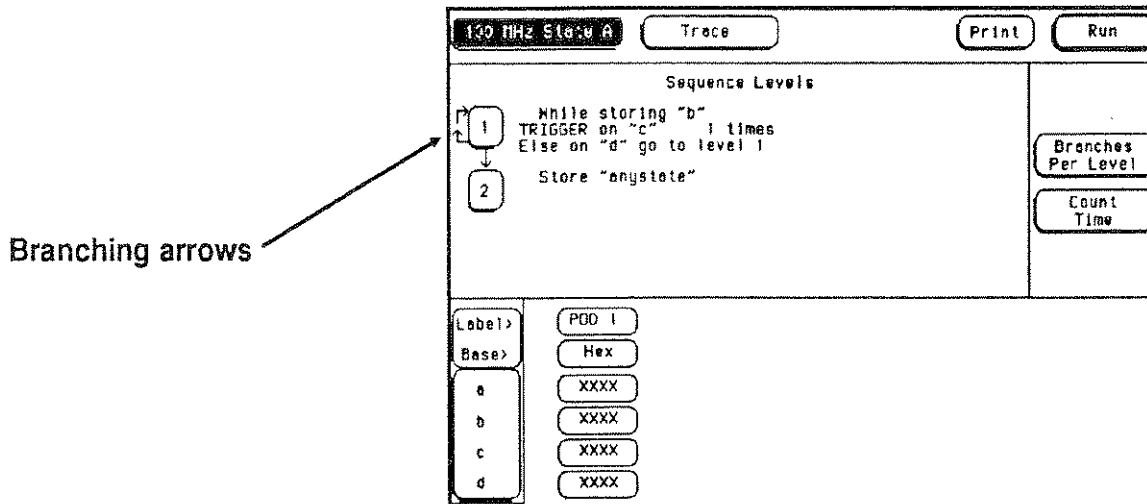 100 MHz State A Trace Print Run
Sequence Levels
1 While storing "b"
TRIGGER on "c" 1 times
Else on "d" go to level 1
2 Store "anystate"
Branches
Per Level
Count
Time
Branching arrows
Label> POD 1
Base> Hex
a XXXX
b XXXX
c XXXX
d XXXX